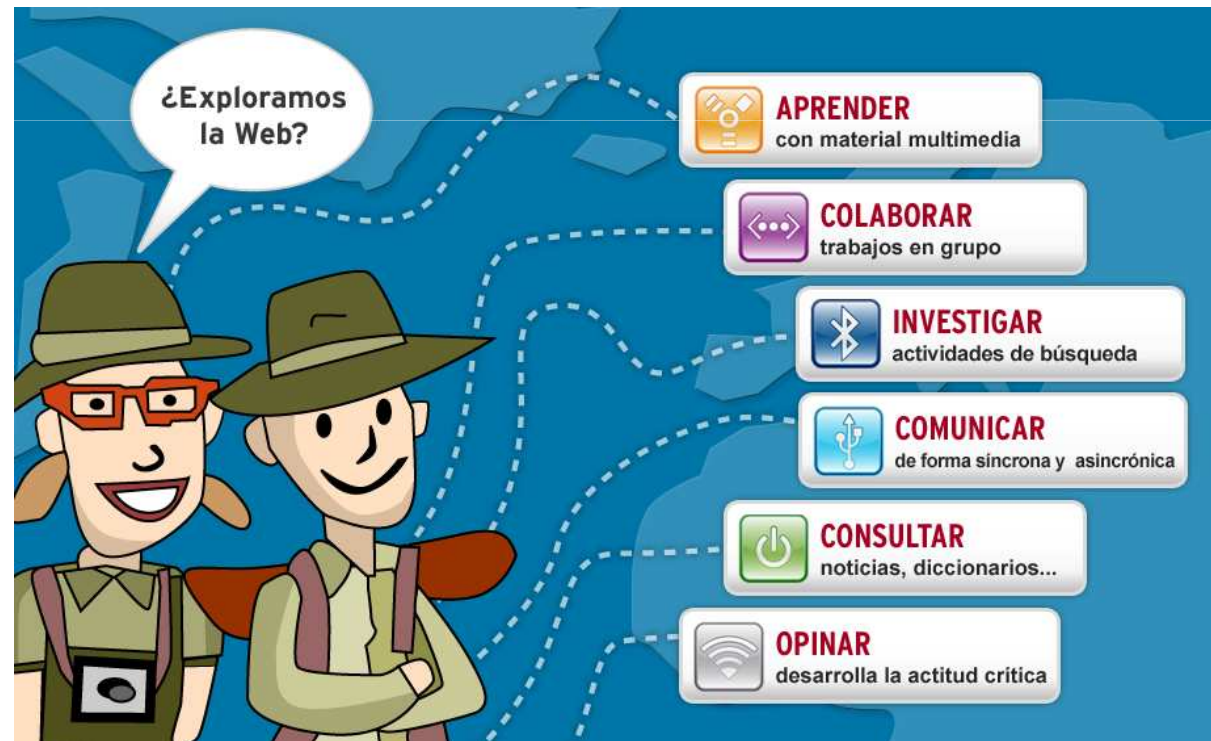 ¿Exploramos
la Web?
APRENDER
con material multimedia
COLABORAR
trabajos en grupo
INVESTIGAR
actividades de búsqueda
COMUNICAR
de forma síncrona y asincrónica
CONSULTAR
noticias, diccionarios...
OPINAR
desarrolla la actitud crítica